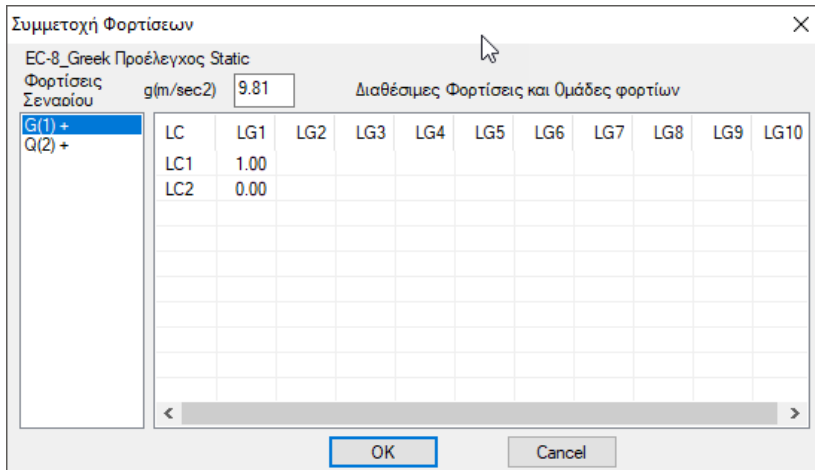 Συμμετοχή Φορτίσεων
EC-8_Greek Προέλεγχος Static
Φορτίσεις Σεναρίου
g(m/sec2) 9.81 Διαθέσιμες Φορτίσεις και Ομάδες φορτίων
G(1) +
Q(2) +
LC LG1 LG2 LG3 LG4 LG5 LG6 LG7 LG8 LG9 LG10
LC1 1.00
LC2 0.00
OK Cancel